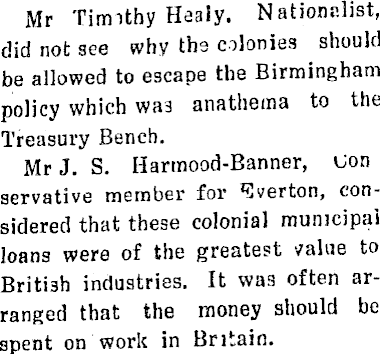 Mr Timothy Healy, Nationalist,
did not see why the colonies should
be allowed to escape the Birmingham
policy which was anathema to the
Treasury Bench.
Mr J. S. Harmood-Banner, Con
servative member for Everton, con-
sidered that these colonial municipal
loans were of the greatest value to
British industries. It was often ar-
ranged that the money should be
spent on work in Britain.